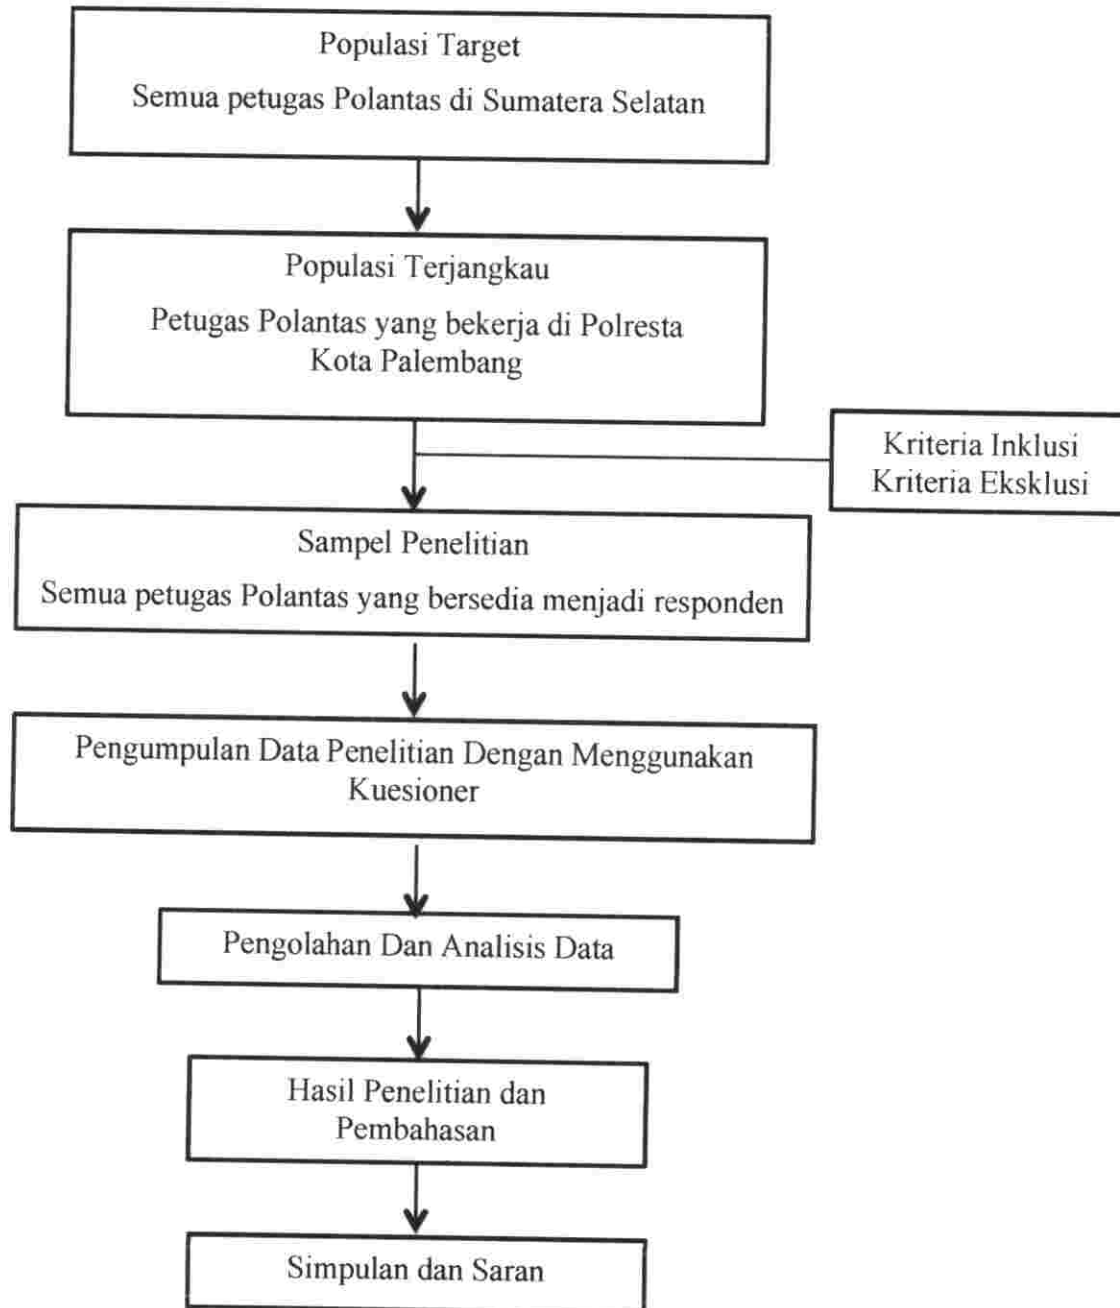 Populasi Target
Semua petugas Polantas di Sumatera Selatan
Populasi Terjangkau
Petugas Polantas yang bekerja di Polresta
Kota Palembang
Kriteria Inklusi
Kriteria Eksklusi
Sampel Penelitian
Semua petugas Polantas yang bersedia menjadi responden
Pengumpulan Data Penelitian Dengan Menggunakan
Kuesioner
Pengolahan Dan Analisis Data
Hasil Penelitian dan
Pembahasan
Simpulan dan Saran